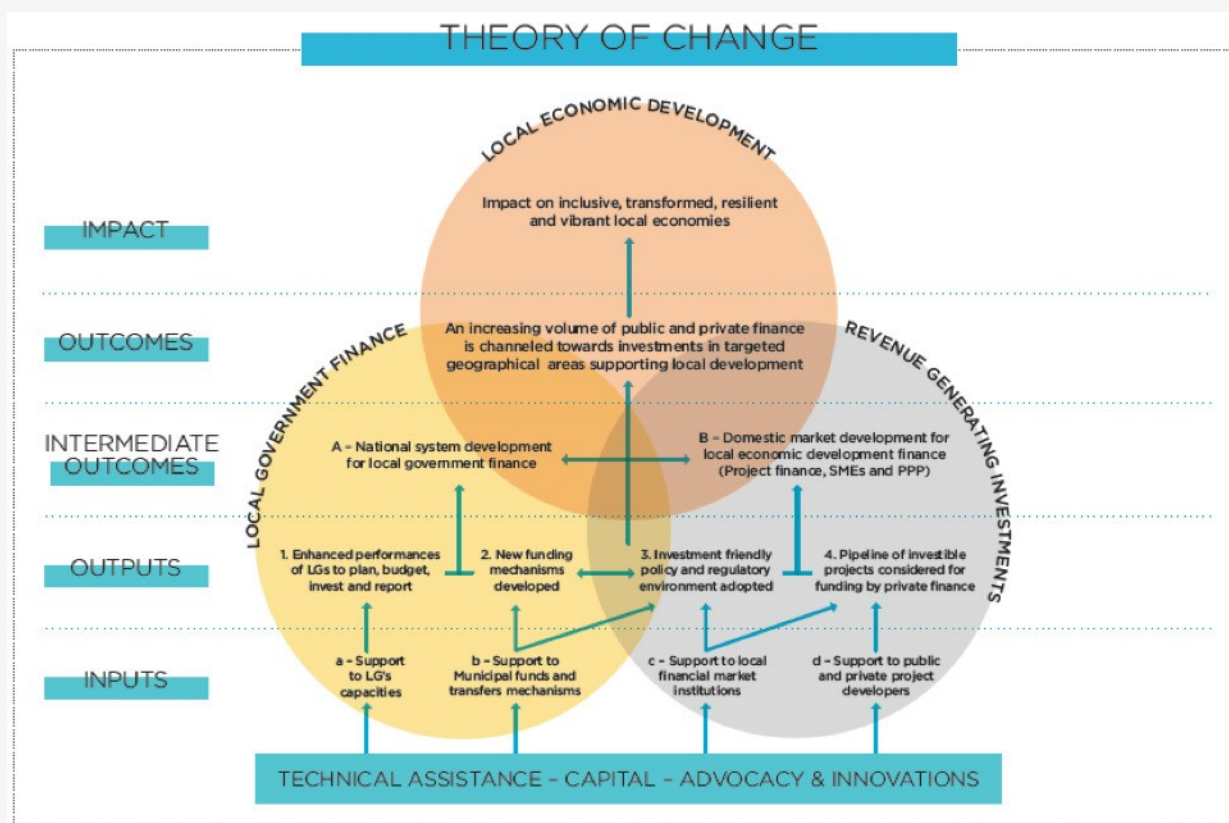 THEORY OF CHANGE
LOCAL ECONOMIC DEVELOPMENT
IMPACT
Impact on inclusive, transformed, resilient
and vibrant local economies
OUTCOMES
An increasing volume of public and private finance
is channeled towards investments in targeted
geographical areas supporting local development
LOCAL GOVERNMENT FINANCE
REVENUE GENERATING INVESTMENTS
INTERMEDIATE
OUTCOMES
A – National system development
for local government finance
B – Domestic market development for
local economic development finance
(Project finance, SMEs and PPP)
OUTPUTS
1. Enhanced performances
of LGs to plan, budget,
invest and report
2. New funding
mechanisms
developed
3. Investment friendly
policy and regulatory
environment adopted
4. Pipeline of investible
projects considered for
funding by private finance
INPUTS
a – Support
to LG's
capacities
b – Support to
Municipal funds and
transfers mechanisms
c – Support to local
financial market
institutions
d – Support to public
and private project
developers
TECHNICAL ASSISTANCE – CAPITAL – ADVOCACY & INNOVATIONS